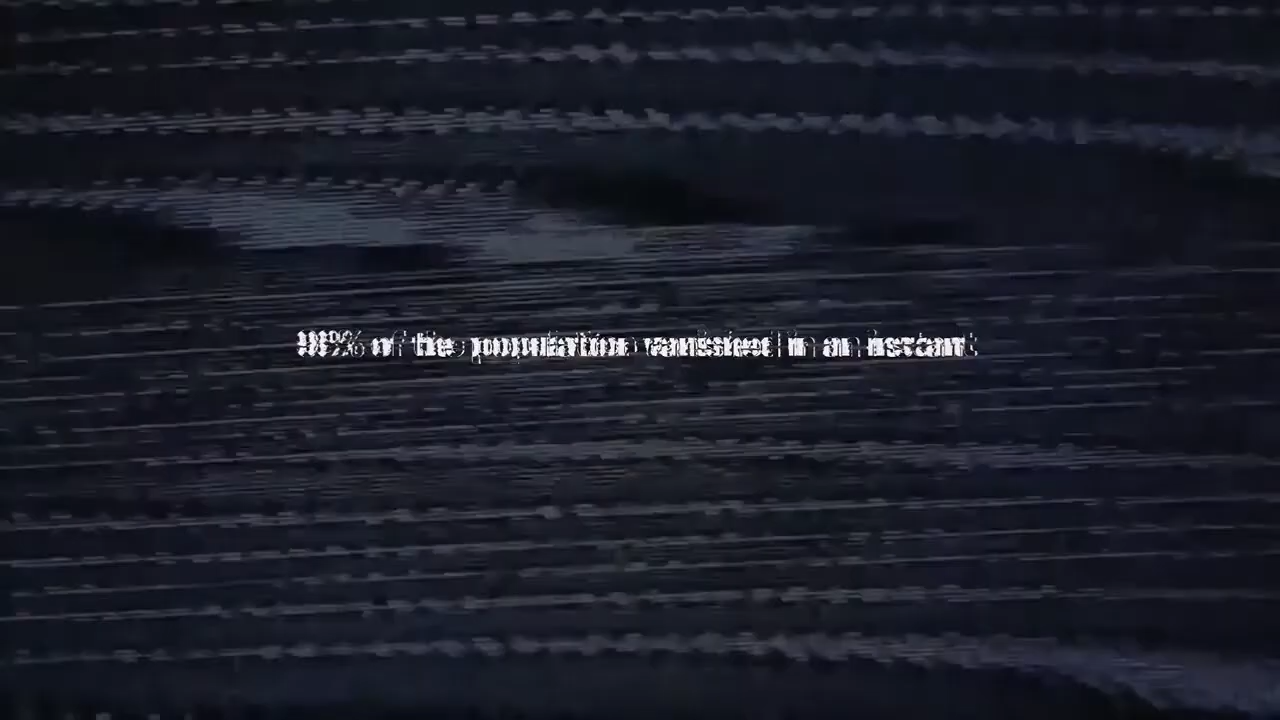 % of the population vanished in an instant